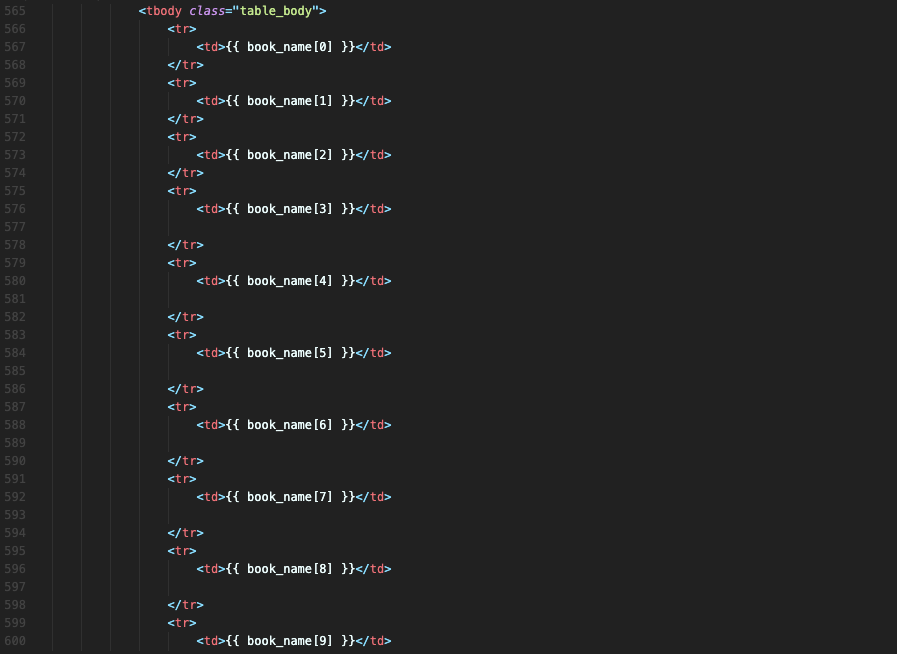 565 <tbody class="table_body">
566 <tr>
567 <td>{{ book_name[0] }}</td>
568 </tr>
569 <tr>
570 <td>{{ book_name[1] }}</td>
571 </tr>
572 <tr>
573 <td>{{ book_name[2] }}</td>
574 </tr>
575 <tr>
576 <td>{{ book_name[3] }}</td>
577
578 </tr>
579 <tr>
580 <td>{{ book_name[4] }}</td>
581
582 </tr>
583 <tr>
584 <td>{{ book_name[5] }}</td>
585
586 </tr>
587 <tr>
588 <td>{{ book_name[6] }}</td>
589
590 </tr>
591 <tr>
592 <td>{{ book_name[7] }}</td>
593
594 </tr>
595 <tr>
596 <td>{{ book_name[8] }}</td>
597
598 </tr>
599 <tr>
600 <td>{{ book_name[9] }}</td>